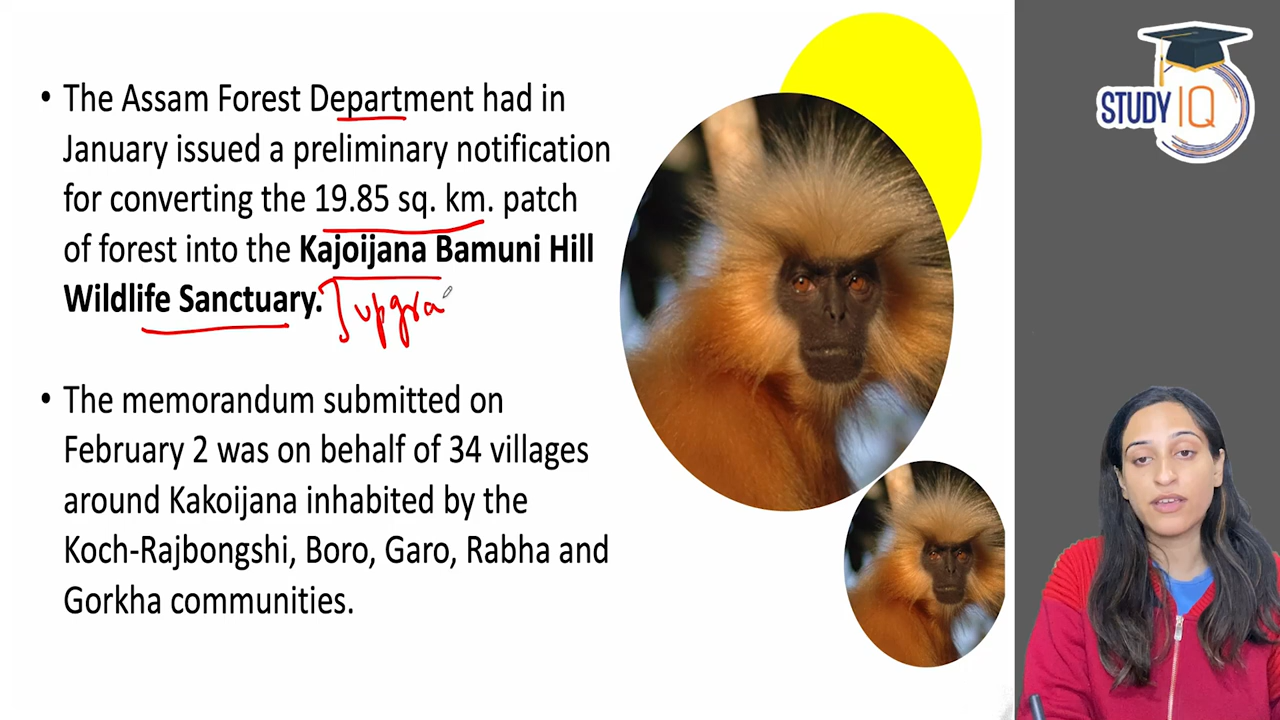 • The Assam Forest Department had in
January issued a preliminary notification
for converting the 19.85 sq. km. patch
of forest into the Kajoijana Bamuni Hill
Wildlife Sanctuary.
upgra
• The memorandum submitted on
February 2 was on behalf of 34 villages
around Kakoijana inhabited by the
Koch-Rajbongshi, Boro, Garo, Rabha and
Gorkha communities.
STUDY IQ